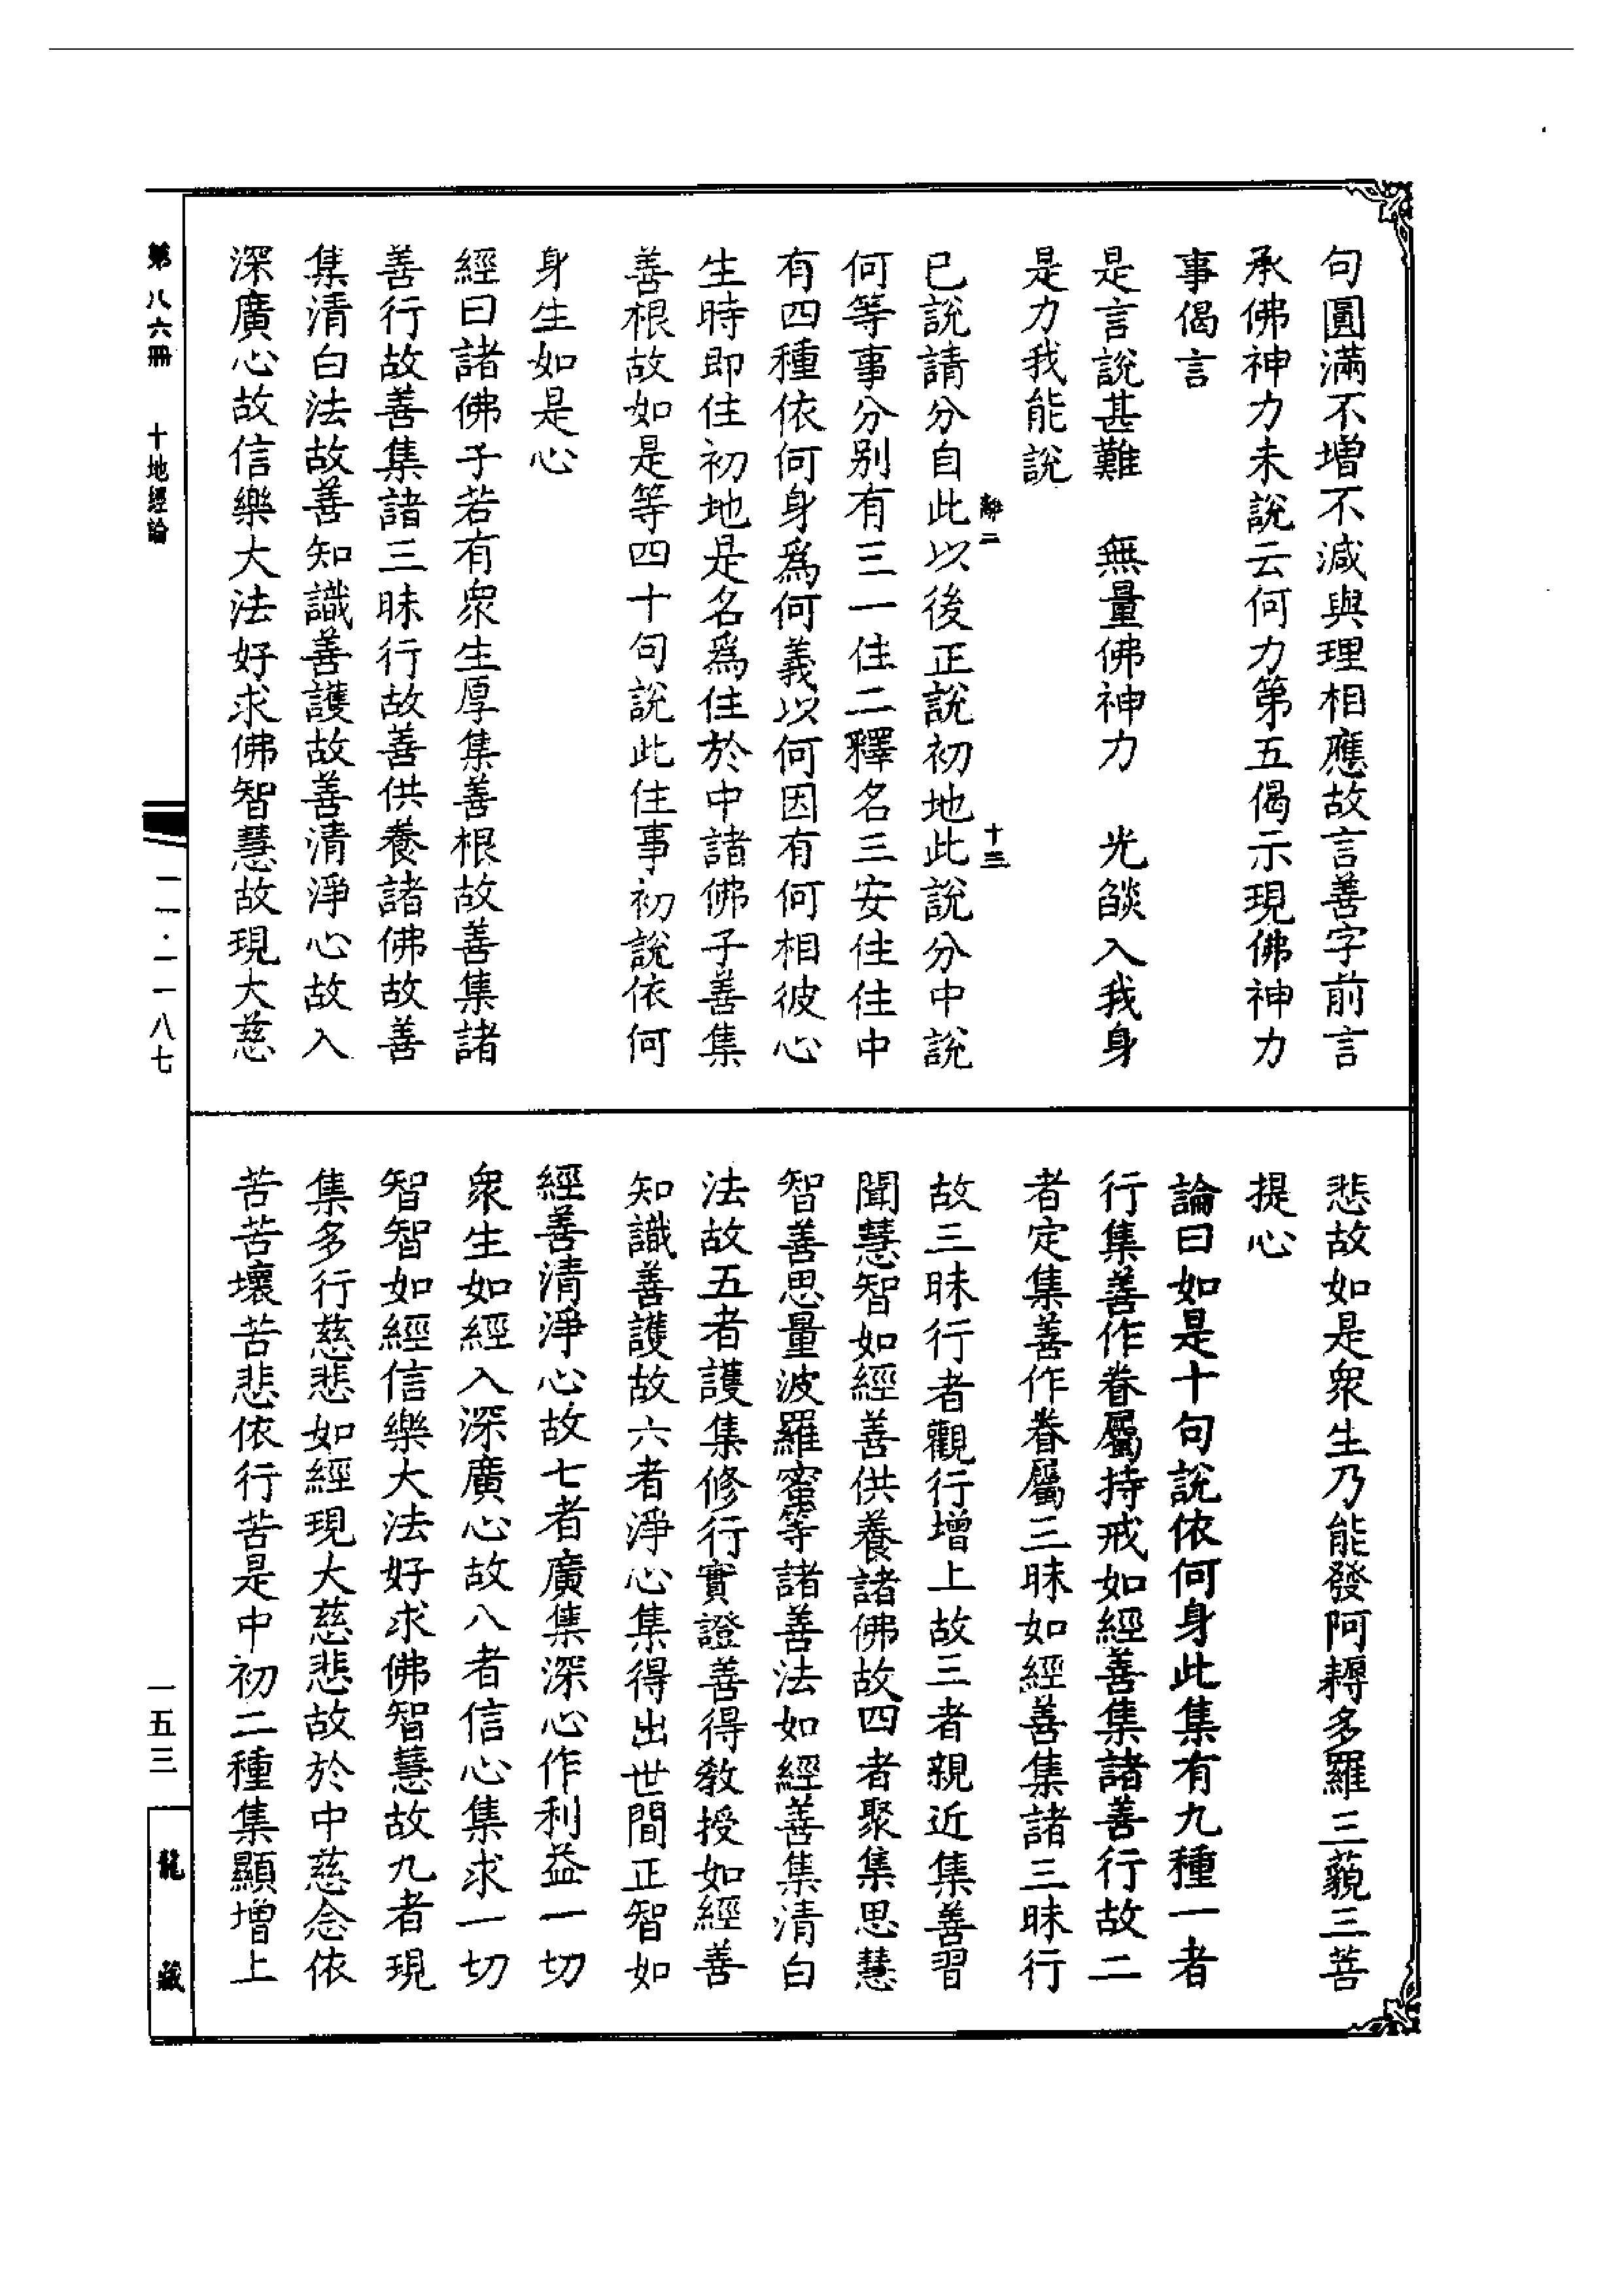 句圓滿不增不減與理相應故言善字前言
承佛神力未說云何力第五偈示現佛神力
事偈言
是言說甚難　無量佛神力　光燄入我身
是力我能說
離二　十三
已說請分自此以後正說初地此說分中說
何等事分別有三一住二釋名三安住住中
有四種依何身爲何義以何因有何相彼心
生時即住初地是名爲住於中諸佛子善集
善根故如是等四十句說此住事初說依何
身生如是心
經曰諸佛子若有衆生厚集善根故善集諸
善行故善集諸三昧行故善供養諸佛故善
集清白法故善知識善護故善清淨心故入
深廣心故信樂大法好求佛智慧故現大慈
悲故如是衆生乃能發阿耨多羅三藐三菩
提心
論曰如是十句說依何身此集有九種一者
行集善作眷屬持戒如經善集諸善行故二
者定集善作眷屬三昧如經善集諸三昧行
故三昧行者觀行增上故三者親近集善習
聞慧智如經善供養諸佛故四者聚集思慧
智善思量波羅蜜等諸善法如經善集清白
法故五者護集修行實證善得教授如經善
知識善護故六者淨心集得出世間正智如
經善清淨心故七者廣集深心作利益一切
衆生如經入深廣心故八者信心集求一切
智智如經信樂大法好求佛智慧故九者現
集多行慈悲如經現大慈悲故於中慈念依
苦苦壞苦悲依行苦是中初二種集顯增上
第八六冊　十地經論
一一·一一八七
一五三
龍藏